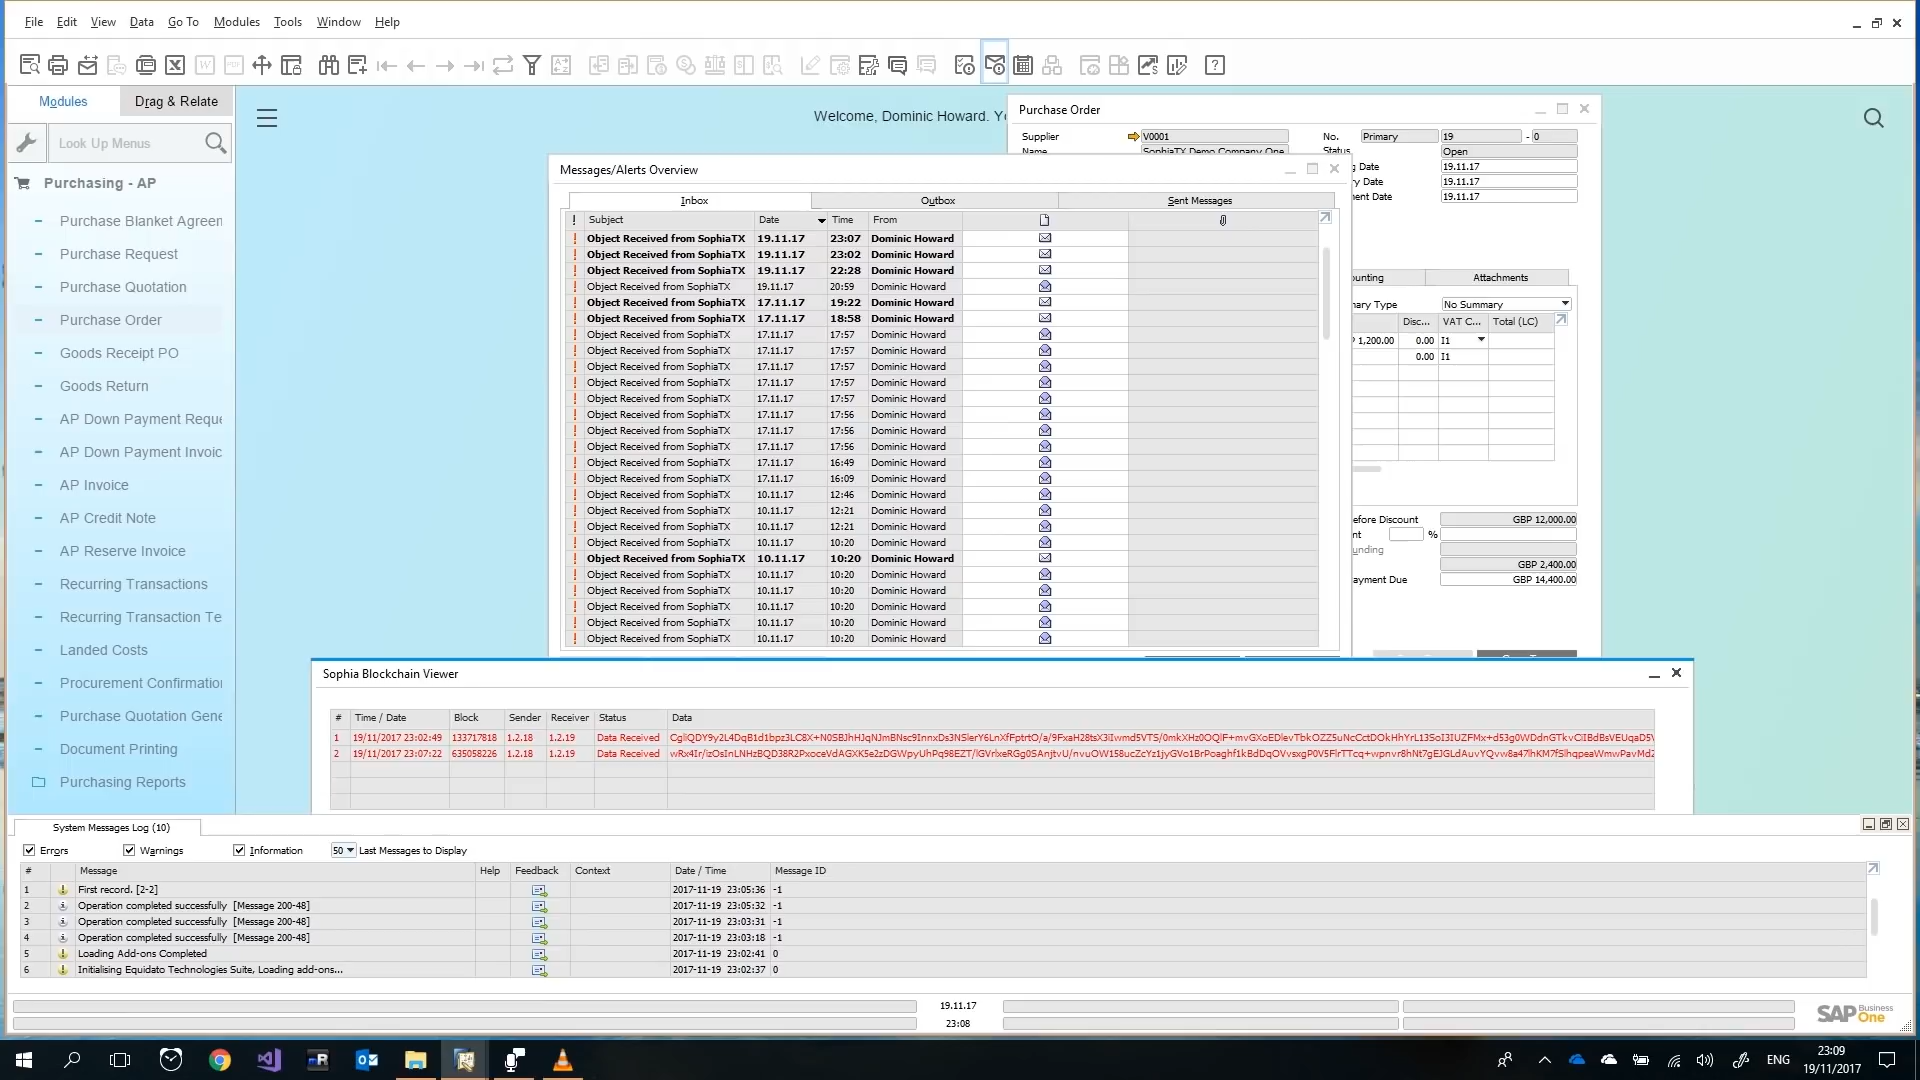 File Edit View Data Go To Modules Tools Window Help
Modules Drag & Relate
Look Up Menus
Purchasing - AP
Purchase Blanket Agreen
Purchase Request
Purchase Quotation
Purchase Order
Goods Receipt PO
Goods Return
AP Down Payment Reque
AP Down Payment Invoic
AP Invoice
AP Credit Note
AP Reserve Invoice
Recurring Transactions
Recurring Transaction Te
Landed Costs
Procurement Confirmation
Purchase Quotation Gene
Document Printing
Purchasing Reports
Welcome, Dominic Howard.
Purchase Order
Supplier V0001 No. Primary 19 - 0
Name SophiaTX Demo Company One Status Open
g Date 19.11.17
y Date 19.11.17
ment Date 19.11.17
ounting Attachments
mary Type No Summary
Disc... VAT C... Total (LC)
1,200.00 0.00 I1
0.00 I1
efore Discount GBP 12,000.00
nt %
unding
GBP 2,400.00
ayment Due GBP 14,400.00
Messages/Alerts Overview
Inbox Outbox Sent Messages
! Subject Date Time From
! Object Received from SophiaTX 19.11.17 23:07 Dominic Howard
! Object Received from SophiaTX 19.11.17 23:02 Dominic Howard
! Object Received from SophiaTX 19.11.17 22:28 Dominic Howard
! Object Received from SophiaTX 19.11.17 20:59 Dominic Howard
! Object Received from SophiaTX 17.11.17 19:22 Dominic Howard
! Object Received from SophiaTX 17.11.17 18:58 Dominic Howard
! Object Received from SophiaTX 17.11.17 17:57 Dominic Howard
! Object Received from SophiaTX 17.11.17 17:57 Dominic Howard
! Object Received from SophiaTX 17.11.17 17:57 Dominic Howard
! Object Received from SophiaTX 17.11.17 17:57 Dominic Howard
! Object Received from SophiaTX 17.11.17 17:57 Dominic Howard
! Object Received from SophiaTX 17.11.17 17:56 Dominic Howard
! Object Received from SophiaTX 17.11.17 17:56 Dominic Howard
! Object Received from SophiaTX 17.11.17 17:56 Dominic Howard
! Object Received from SophiaTX 17.11.17 16:49 Dominic Howard
! Object Received from SophiaTX 17.11.17 16:09 Dominic Howard
! Object Received from SophiaTX 10.11.17 12:46 Dominic Howard
! Object Received from SophiaTX 10.11.17 12:21 Dominic Howard
! Object Received from SophiaTX 10.11.17 12:21 Dominic Howard
! Object Received from SophiaTX 10.11.17 10:20 Dominic Howard
! Object Received from SophiaTX 10.11.17 10:20 Dominic Howard
! Object Received from SophiaTX 10.11.17 10:20 Dominic Howard
! Object Received from SophiaTX 10.11.17 10:20 Dominic Howard
! Object Received from SophiaTX 10.11.17 10:20 Dominic Howard
! Object Received from SophiaTX 10.11.17 10:20 Dominic Howard
! Object Received from SophiaTX 10.11.17 10:20 Dominic Howard
Sophia Blockchain Viewer
# Time / Date Block Sender Receiver Status Data
1 19/11/2017 23:02:49 133717818 1.2.18 1.2.19 Data Received
2 19/11/2017 23:07:22 635058226 1.2.18 1.2.19 Data Received
System Messages Log (10)
Errors Warnings Information 50 Last Messages to Display
# Message Help Feedback Context Date / Time Message ID
1 First record. [2-2] 2017-11-19 23:05:36 -1
2 Operation completed successfully [Message 200-48] 2017-11-19 23:05:32 -1
3 Operation completed successfully [Message 200-48] 2017-11-19 23:03:31 -1
4 Operation completed successfully [Message 200-48] 2017-11-19 23:03:18 -1
5 Loading Add-ons Completed 2017-11-19 23:02:41 0
6 Initialising Equidato Technologies Suite, Loading add-ons... 2017-11-19 23:02:37 0
19.11.17
23:08
SAP Business One
ENG 23:09
19/11/2017